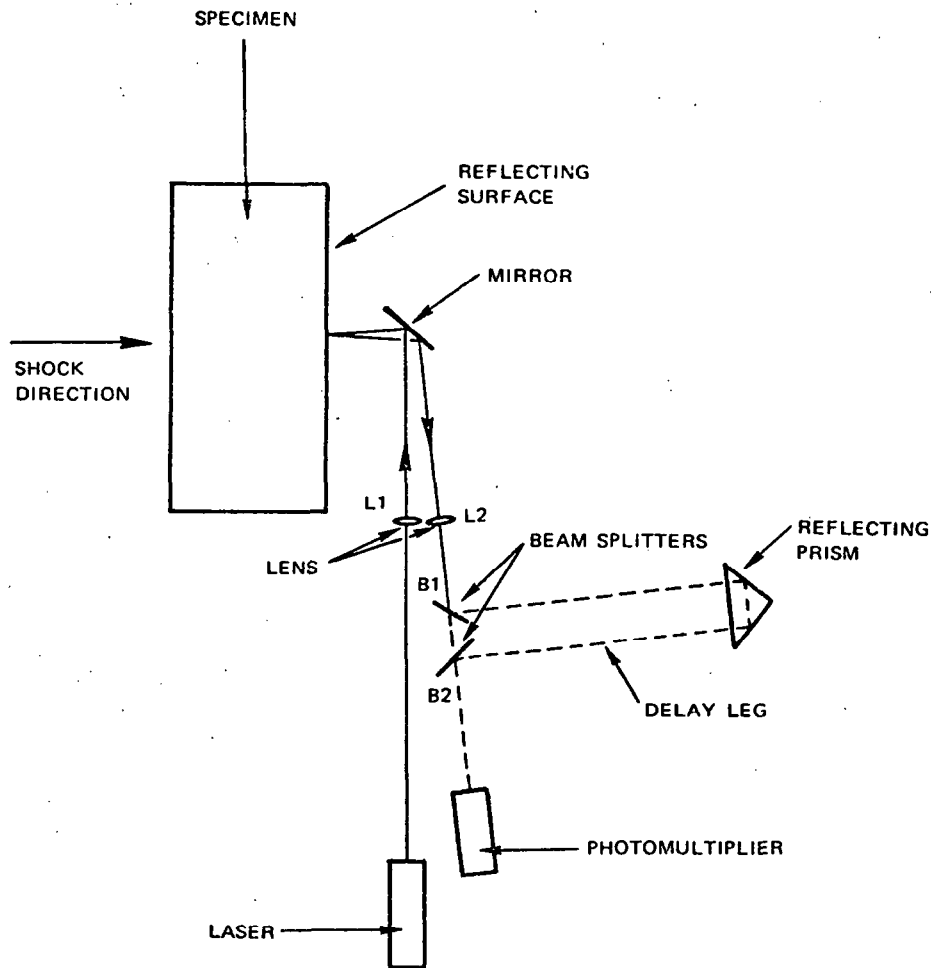 SPECIMEN
REFLECTING
SURFACE
MIRROR
SHOCK
DIRECTION
L1
L2
LENS
BEAM SPLITTERS
REFLECTING
PRISM
B1
B2
DELAY LEG
PHOTOMULTIPLIER
LASER